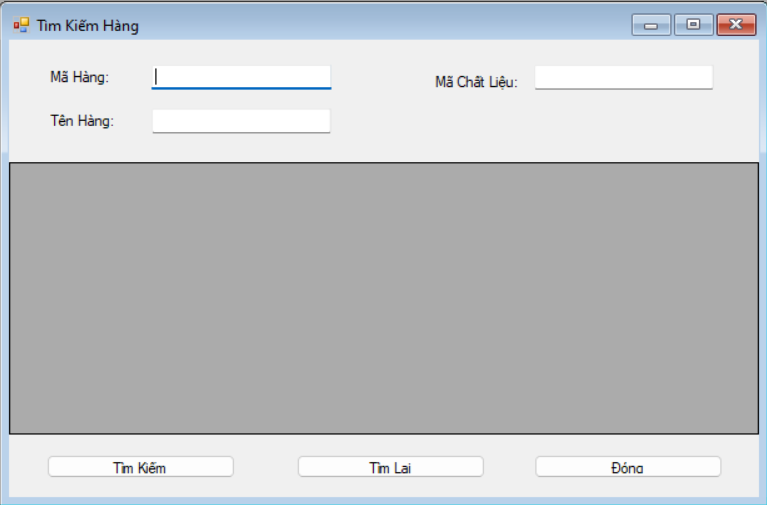 Tìm Kiếm Hàng
Mã Hàng:
Mã Chất Liệu:
Tên Hàng:
Tìm Kiếm
Tìm Lại
Đóng